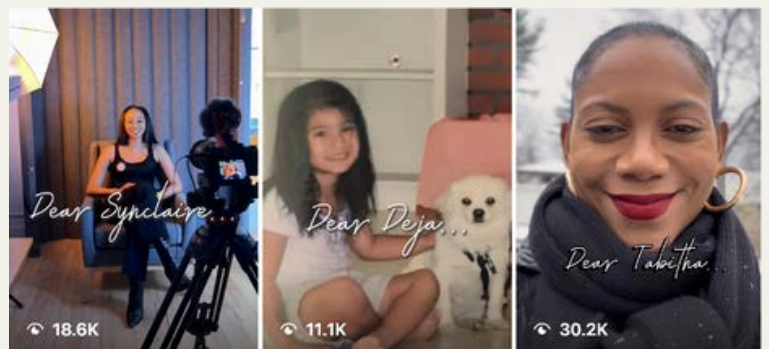 Dear Synclaire...
18.6K
Dear Deja...
11.1K
Dear Tabitha...
30.2K